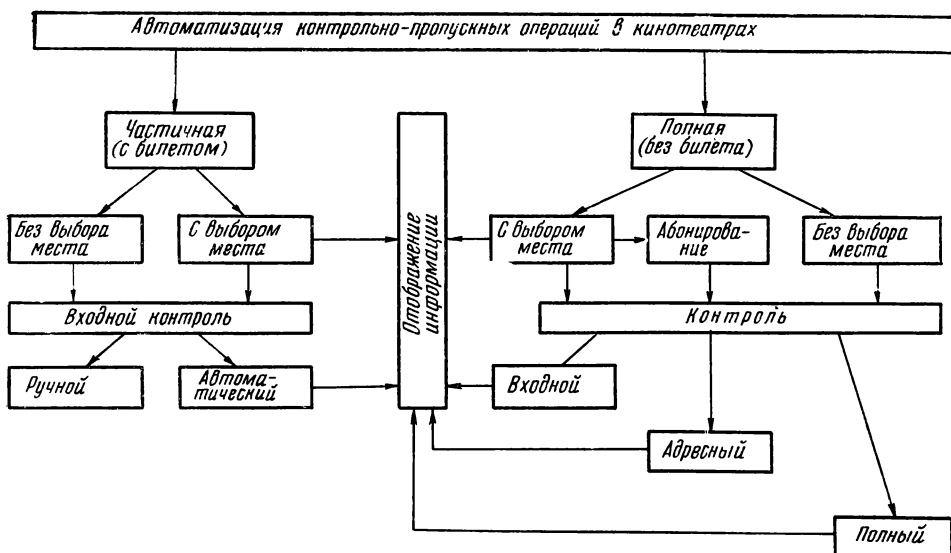 Автоматизация контрольно-пропускных операций в кинотеатрах
Частичная
(с билетом)
Полная
(без билета)
Отображение
информации
Без выбора
места
С выбором
места
С выбором
места
Абонирова-
ние
Без выбора
места
Входной контроль
Контроль
Ручной
Автома-
тический
Входной
Адресный
Полный